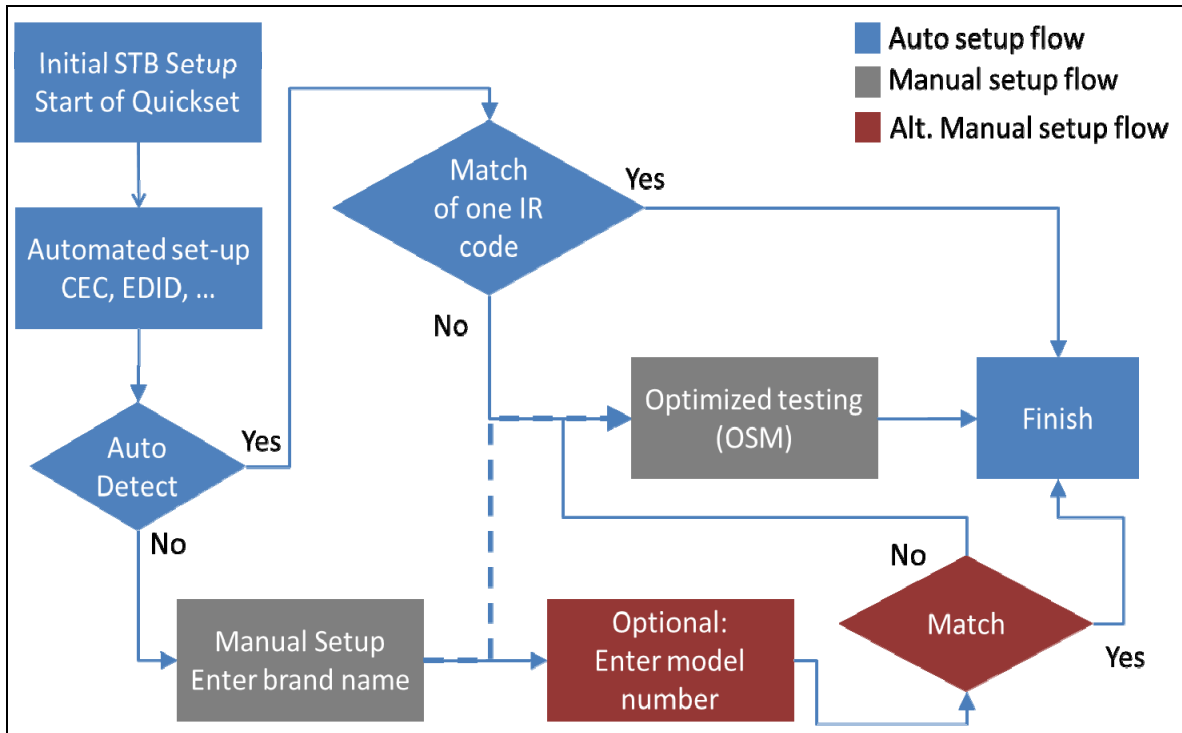 Initial STB Setup
Start of Quickset
Automated set-up
CEC, EDID, ...
Auto
Detect
Yes
No
Manual Setup
Enter brand name
Match
of one IR
code
Yes
No
Optimized testing
(OSM)
Finish
Optional:
Enter model
number
Match
No
Yes
Auto setup flow
Manual setup flow
Alt. Manual setup flow